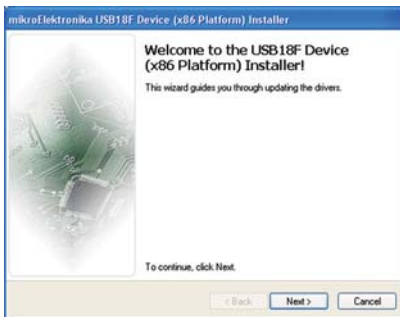 mikroElektronika USB18F Device (x86 Platform) Installer
Welcome to the USB18F Device
(x86 Platform) Installer!
This wizard guides you through updating the drivers.
To continue, click Next.
< Back Next > Cancel